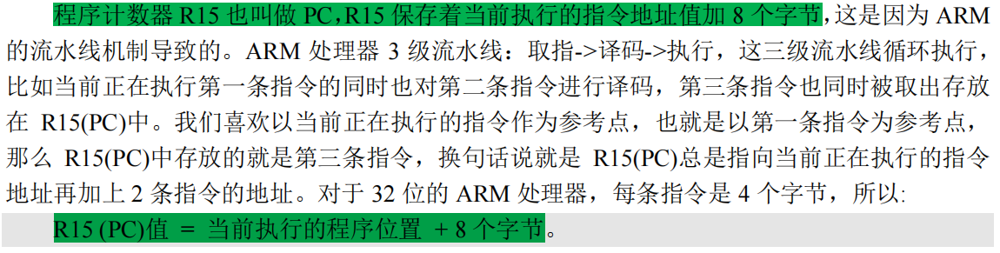 程序计数器 R15 也叫做 PC,R15 保存着当前执行的指令地址值加 8 个字节,这是因为 ARM
的流水线机制导致的。ARM 处理器 3 级流水线：取指->译码->执行，这三级流水线循环执行，
比如当前正在执行第一条指令的同时也对第二条指令进行译码，第三条指令也同时被取出存放
在 R15(PC)中。我们喜欢以当前正在执行的指令作为参考点，也就是以第一条指令为参考点，
那么 R15(PC)中存放的就是第三条指令，换句话说就是 R15(PC)总是指向当前正在执行的指令
地址再加上 2 条指令的地址。对于 32 位的 ARM 处理器，每条指令是 4 个字节，所以:
R15 (PC)值 = 当前执行的程序位置 + 8 个字节。